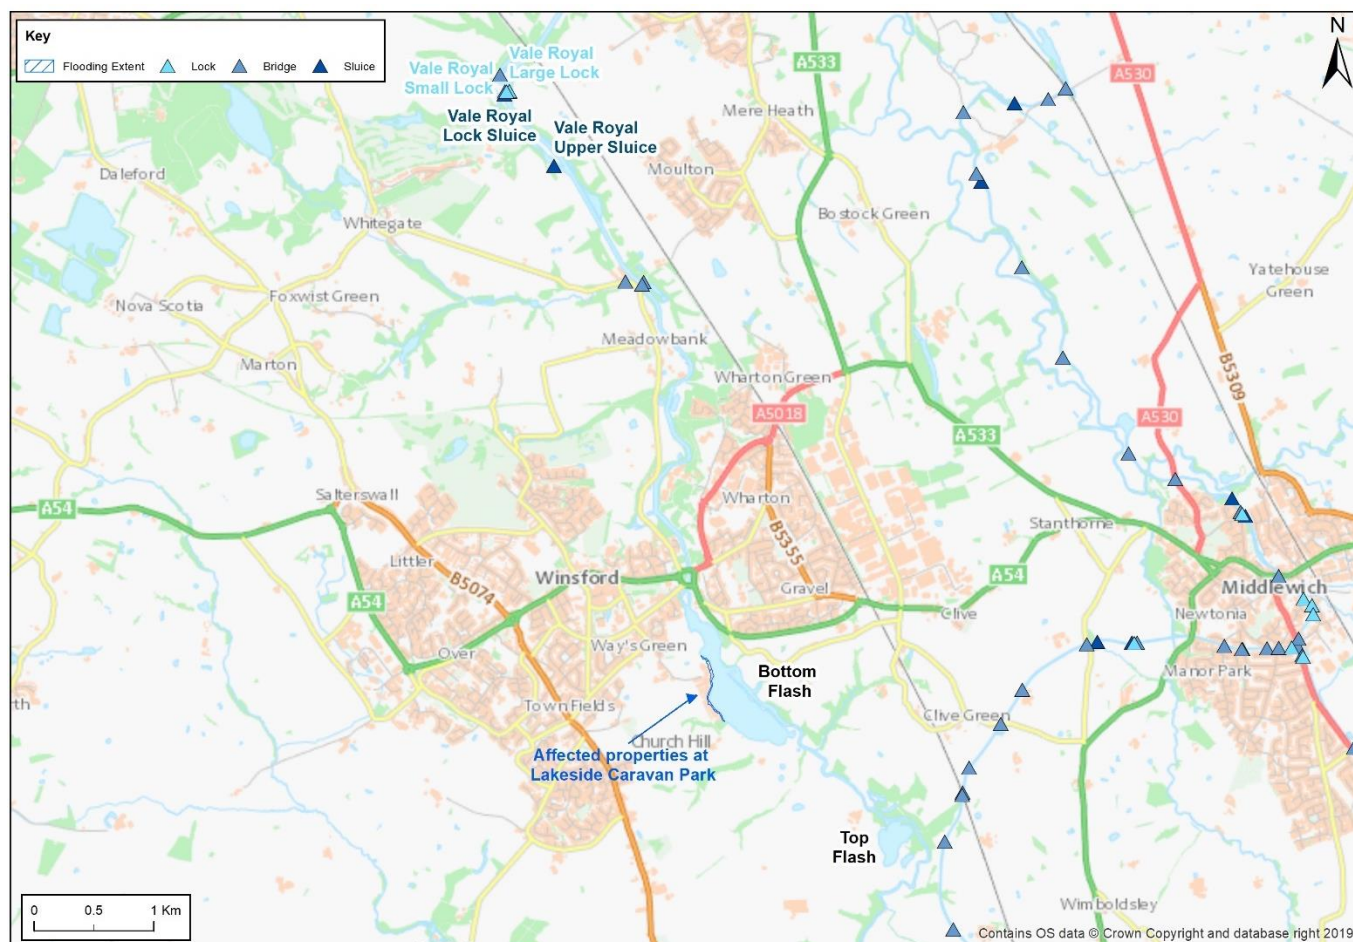 Key
Flooding Extent
Lock
Bridge
Sluice
N
Vale Royal
Large Lock
Vale Royal
Small Lock
Vale Royal
Lock Sluice
Vale Royal
Upper Sluice
A533
A530
Mere Heath
Daleford
Moulton
Whitegate
Bostock Green
Yatehouse
Green
Nova Scotia
Foxwist Green
Meadowbank
Marton
Wharton Green
B5309
A5018
A530
A533
Salterswall
Wharton
A54
Stanthorne
B5355
Littler
Winsford
B5074
Gravel
A54
Middlewich
A54
Clive
Newtonia
Over
Way's Green
Bottom
Flash
Manor Park
Town Fields
Clive Green
Church Hill
Affected properties at
Lakeside Caravan Park
Top
Flash
rth
Wimboldsley
0
0.5
1 Km
Contains OS data © Crown Copyright and database right 2019